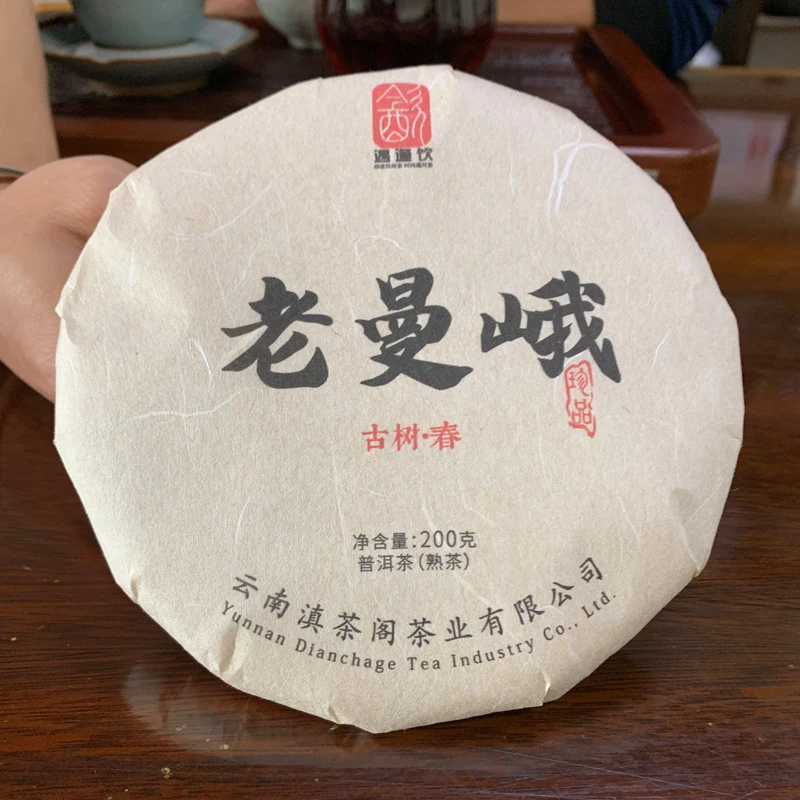 遇邂饮
老曼峨
珍品
古树·春
净含量:200克
普洱茶(熟茶)
云南滇茶阁茶业有限公司
Yunnan Dianchage Tea Industry Co., Ltd.